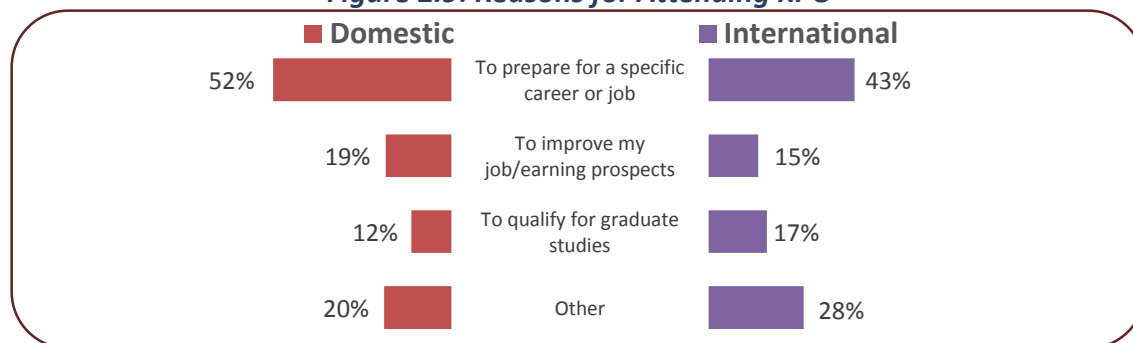 Domestic International
52% To prepare for a specific 43%
career or job
19% To improve my 15%
job/earning prospects
12% To qualify for graduate 17%
studies
20% Other 28%